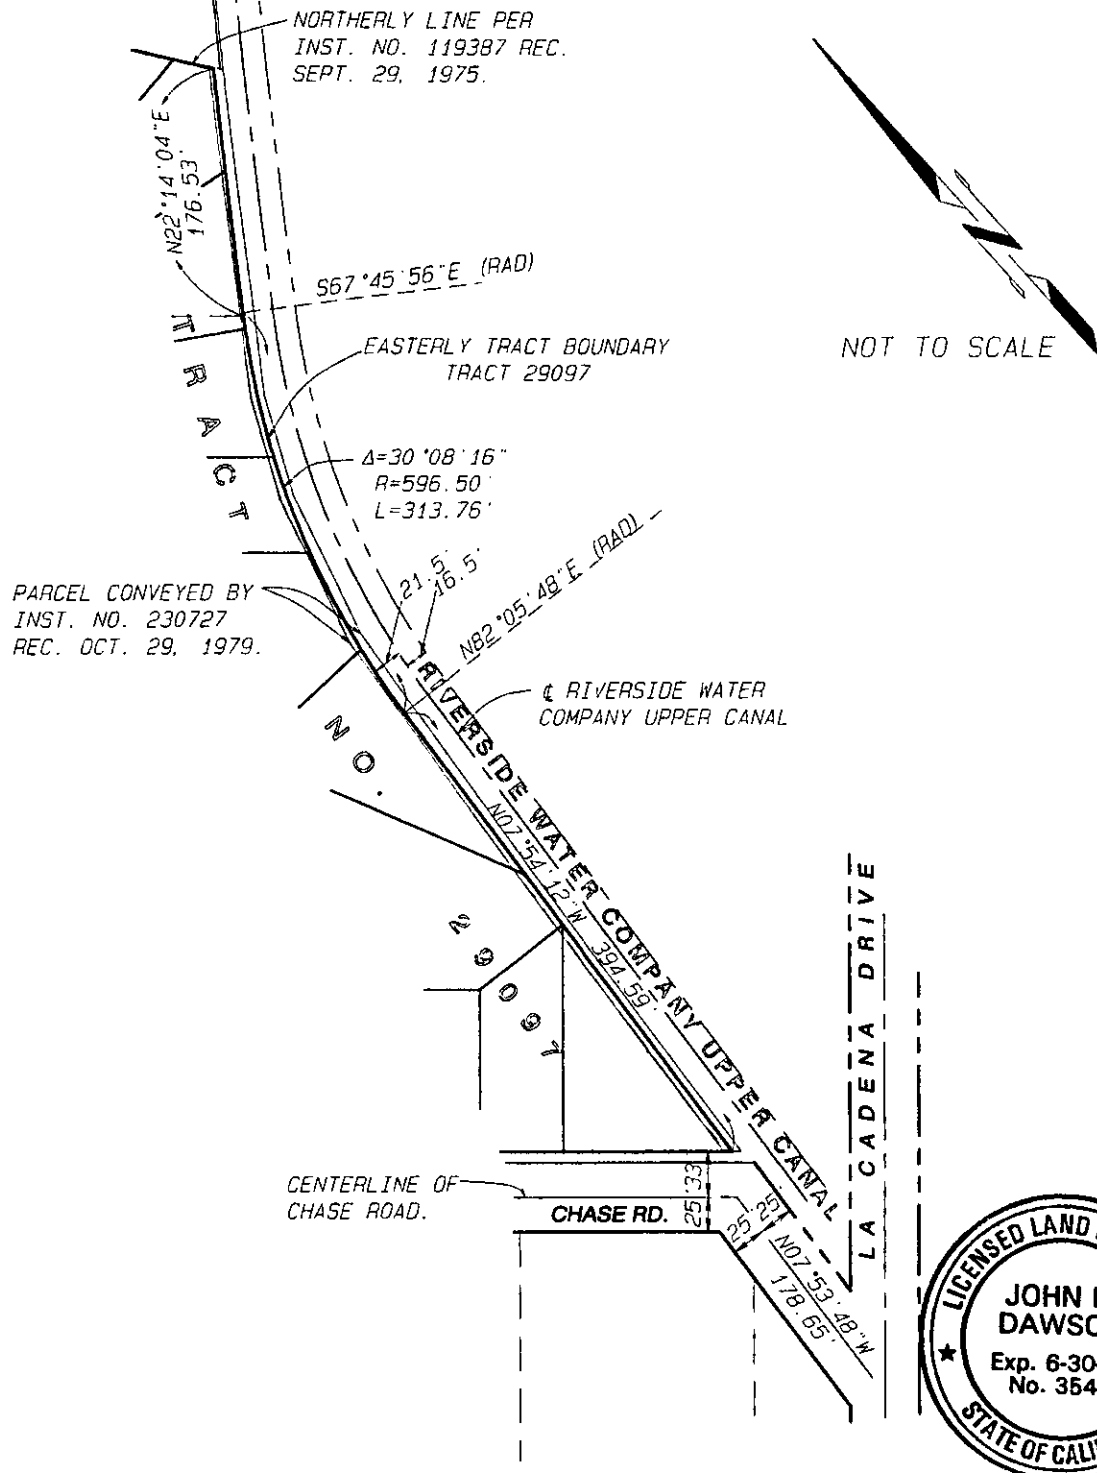 NORTHERLY LINE PER
INST. NO. 119387 REC.
SEPT. 29, 1975.
N22°14'04"E
176.53'
S67°45'56"E (RAD)
EASTERLY TRACT BOUNDARY
TRACT 29097
NOT TO SCALE
Δ=30°08'16"
R=596.50'
L=313.76'
TRACT NO. 29097
21.5'
16.5'
N82°05'48"E (RAD)
PARCEL CONVEYED BY
INST. NO. 230727
REC. OCT. 29, 1979.
℄ RIVERSIDE WATER
COMPANY UPPER CANAL
RIVERSIDE WATER COMPANY UPPER CANAL
N07°54'12"W 394.59'
LA CADENA DRIVE
CENTERLINE OF
CHASE ROAD.
CHASE RD.
33
25
25'
25'
N07°53'48"W
178.65'
LICENSED LAND
JOHN
DAWSO
Exp. 6-30-
No. 354
STATE OF CALI